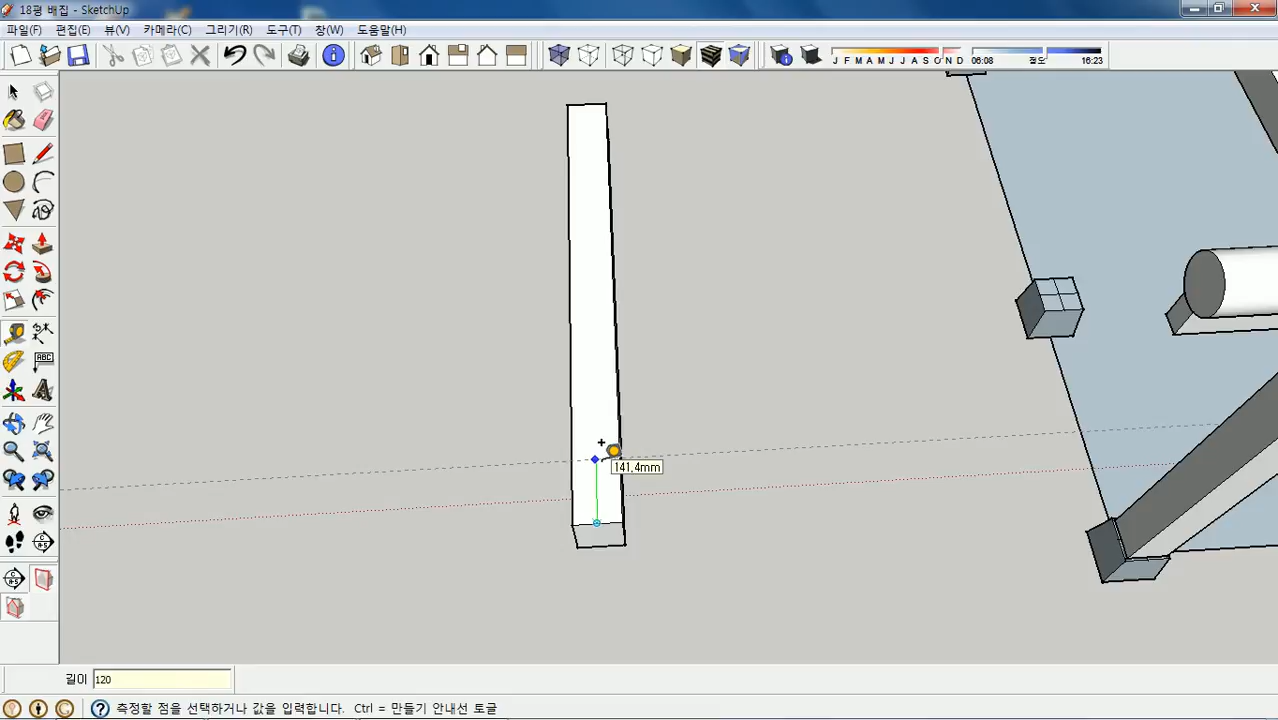 18평 배집 - SketchUp
파일(F) 편집(E) 뷰(V) 카메라(C) 그리기(R) 도구(T) 창(W) 도움말(H)
J F M A M J J A S O N D 06:08 정오 16:23
ABC
141.4mm
길이 120
측정할 점을 선택하거나 값을 입력합니다. Ctrl = 만들기 안내선 토글